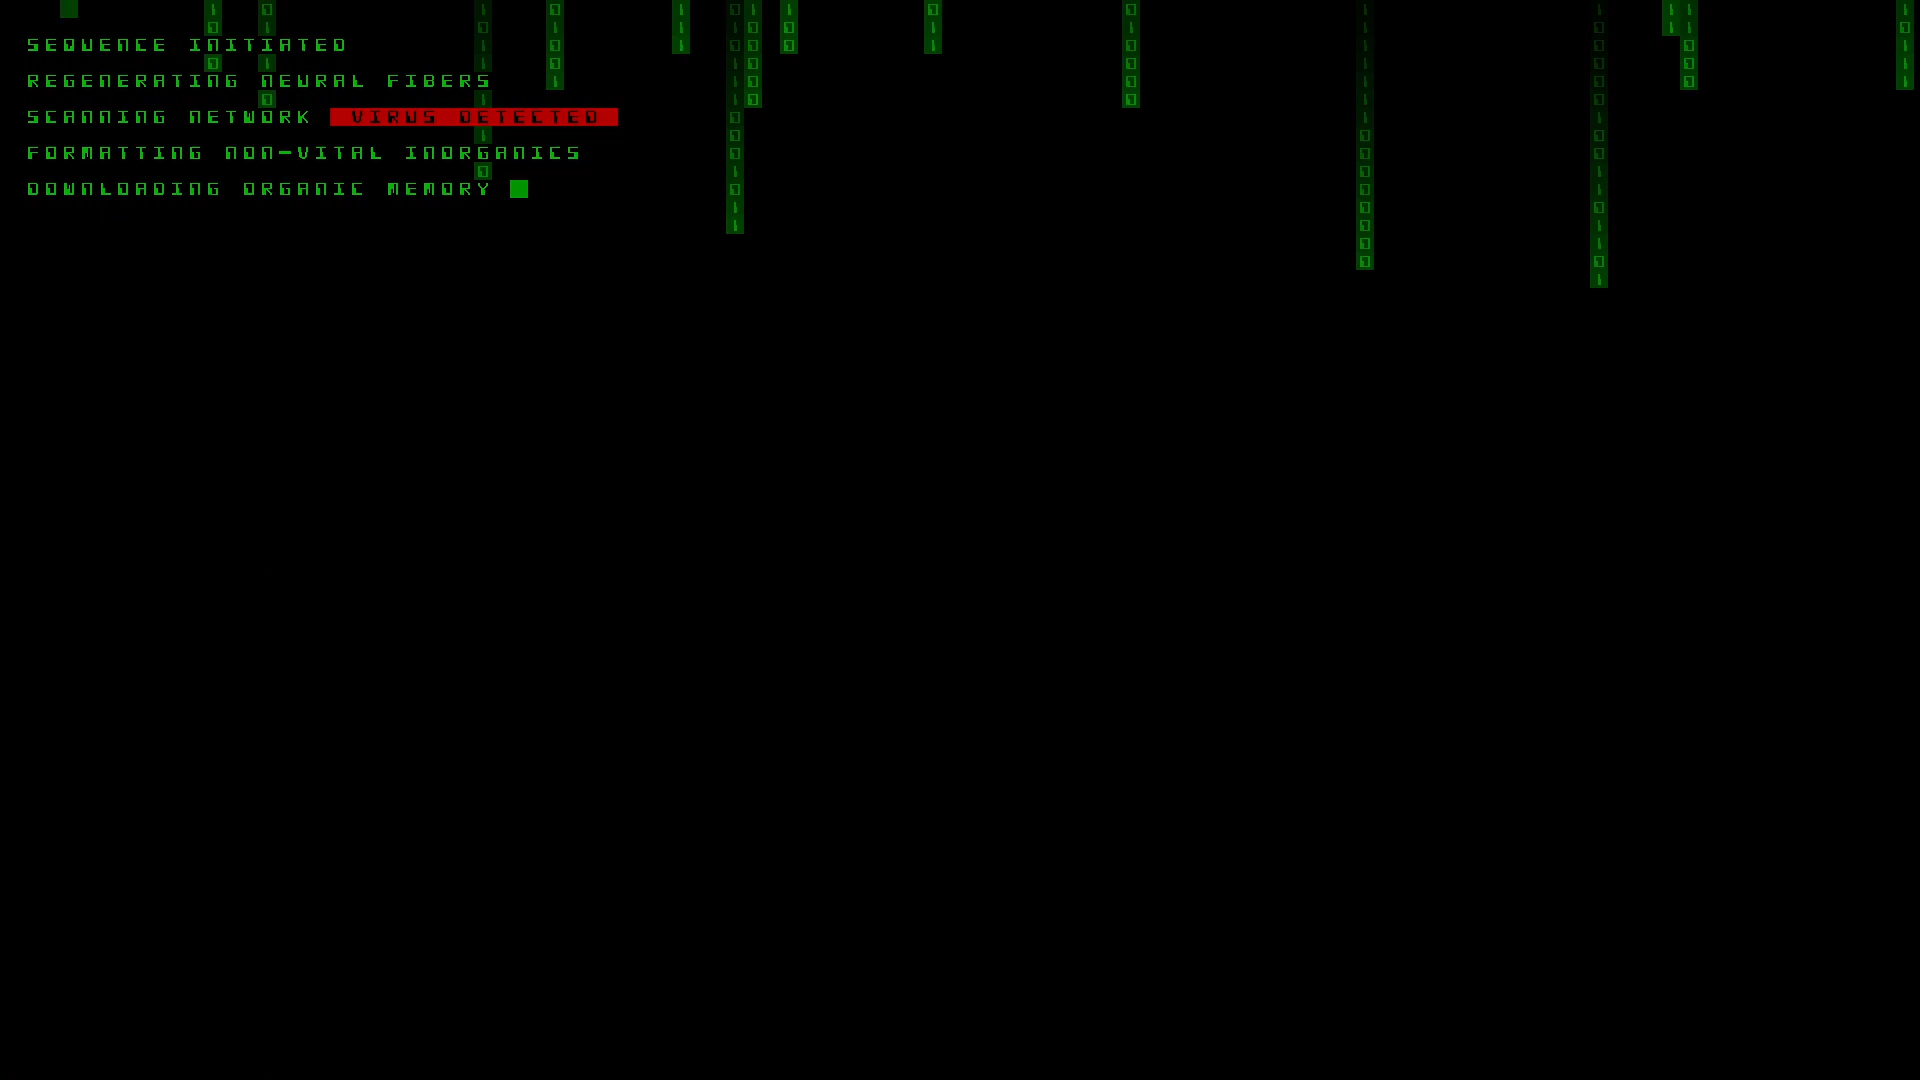 SEQUENCE INITIATED
REGENERATING NEURAL FIBERS
SCANNING NETWORK VIRUS DETECTED
FORMATTING NON-VITAL INORGANICS
DOWNLOADING ORGANIC MEMORY